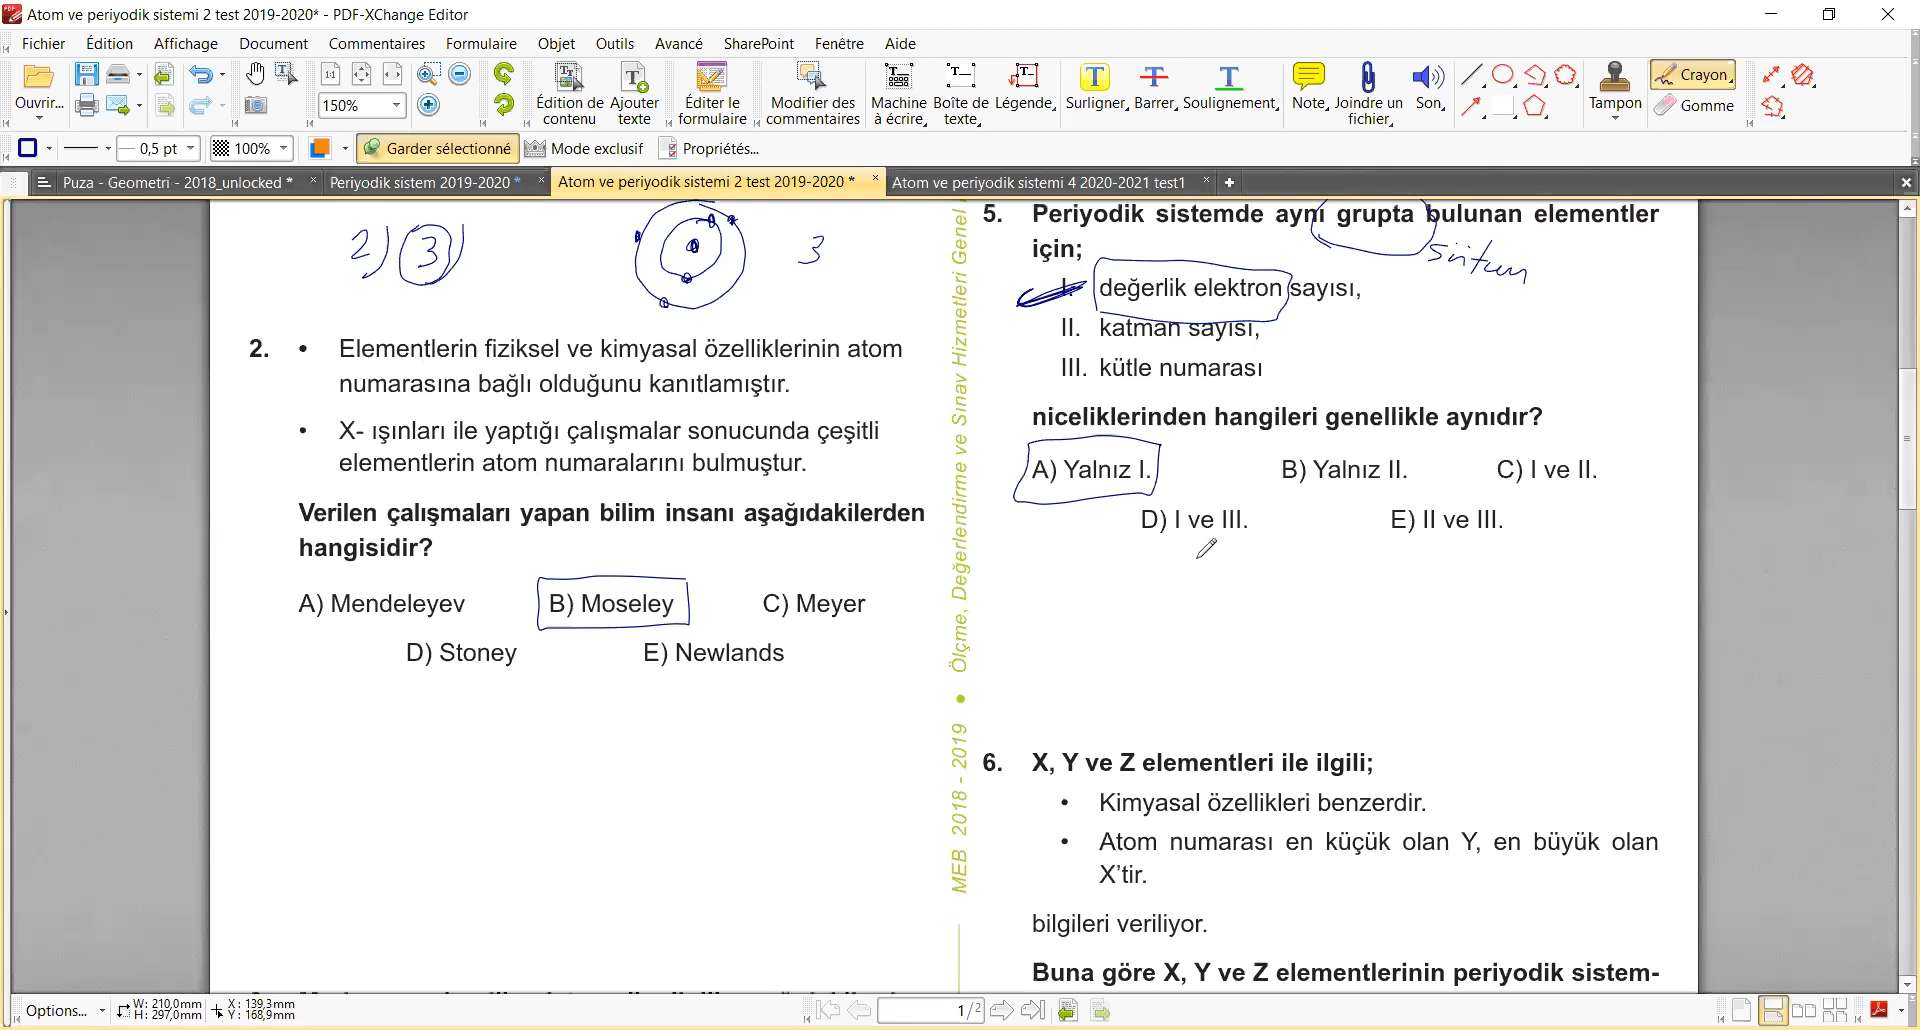 Atom ve periyodik sistemi 2 test 2019-2020* - PDF-XChange Editor
Fichier Édition Affichage Document Commentaires Formulaire Objet Outils Avancé SharePoint Fenêtre Aide
Ouvrir...
150%
Édition de contenu
Ajouter texte
Éditer le formulaire
Modifier des commentaires
Machine à écrire
Boîte de texte
Légende
Surligner
Barrer
Soulignement
Note
Joindre un fichier
Son
Tampon
Crayon
Gomme
0,5 pt 100% Garder sélectionné Mode exclusif Propriétés...
Puza - Geometri - 2018_unlocked * Periyodik sistem 2019-2020 * Atom ve periyodik sistemi 2 test 2019-2020 * Atom ve periyodik sistemi 4 2020-2021 test1
2) 3) 3
2. • Elementlerin fiziksel ve kimyasal özelliklerinin atom
numarasına bağlı olduğunu kanıtlamıştır.
• X- ışınları ile yaptığı çalışmalar sonucunda çeşitli
elementlerin atom numaralarını bulmuştur.
Verilen çalışmaları yapan bilim insanı aşağıdakilerden
hangisidir?
A) Mendeleyev B) Moseley C) Meyer
D) Stoney E) Newlands
MEB 2018 - 2019 • Ölçme, Değerlendirme ve Sınav Hizmetleri Genel
5. Periyodik sistemde aynı grupta bulunan elementler
için;
sütun
I. değerlik elektron sayısı,
II. katman sayısı,
III. kütle numarası
niceliklerinden hangileri genellikle aynıdır?
A) Yalnız I. B) Yalnız II. C) I ve II.
D) I ve III. E) II ve III.
6. X, Y ve Z elementleri ile ilgili;
• Kimyasal özellikleri benzerdir.
• Atom numarası en küçük olan Y, en büyük olan
X'tir.
bilgileri veriliyor.
Buna göre X, Y ve Z elementlerinin periyodik sistem-
Options...
W: 210,0mm
H: 297,0mm
X: 139,3mm
Y: 168,9mm
1/2